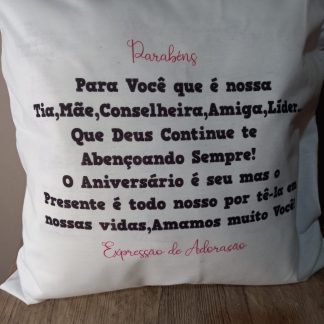 Parabéns
Para Você que é nossa
Tia,Mãe,Conselheira,Amiga,Líder...
Que Deus Continue te
Abençoando Sempre!
O Aniversário é seu mas o
Presente é todo nosso por tê-la em
nossas vidas,Amamos muito Você!
Expressão de Adoração